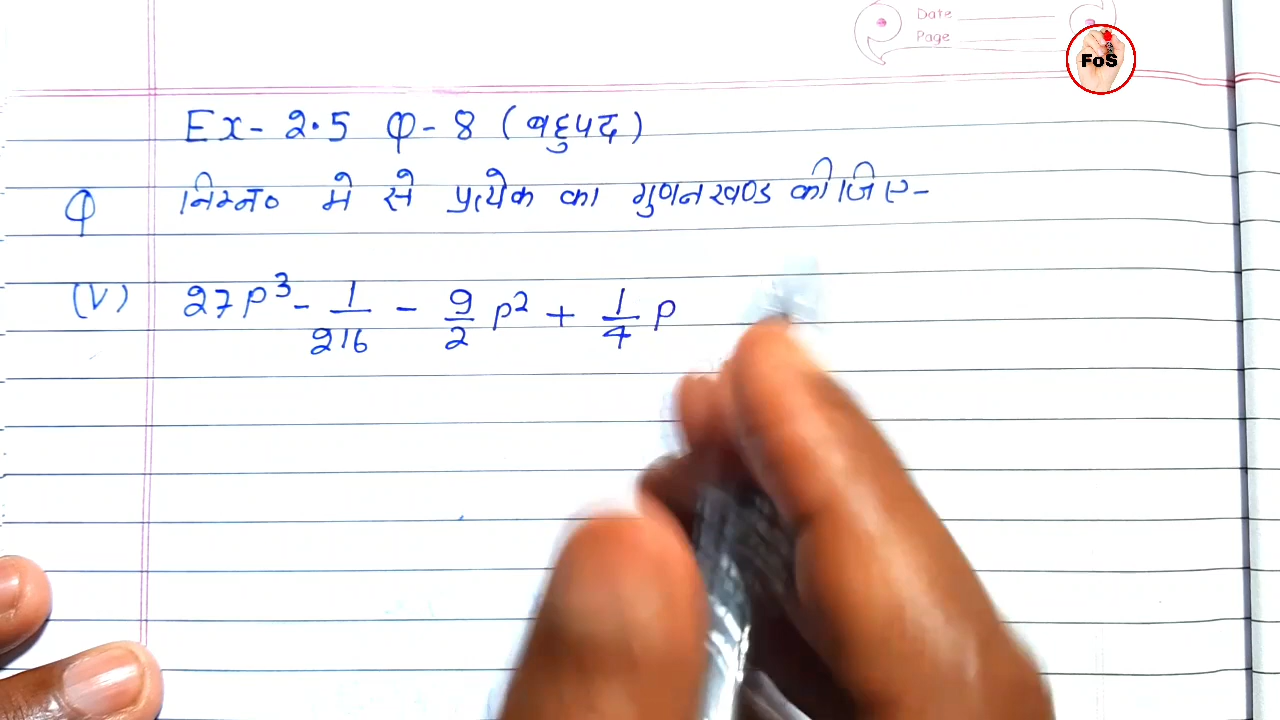 Date
Page
FoS
Ex- 2.5 Q- 8 (बहुपद)
Q निम्न० मे से प्रत्येक का गुणनखण्ड कीजिए-
(V) 27P³ - 1/216 - 9/2 P² + 1/4 P